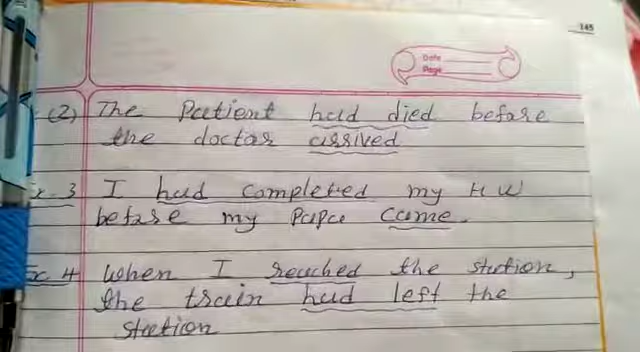 145
Date
Page
(2) The Patient had died before
the doctor arrived
Ex. 3 I had completed my H W
before my Papa came.
Ex. 4 When I reached the station,
the train had left the
station